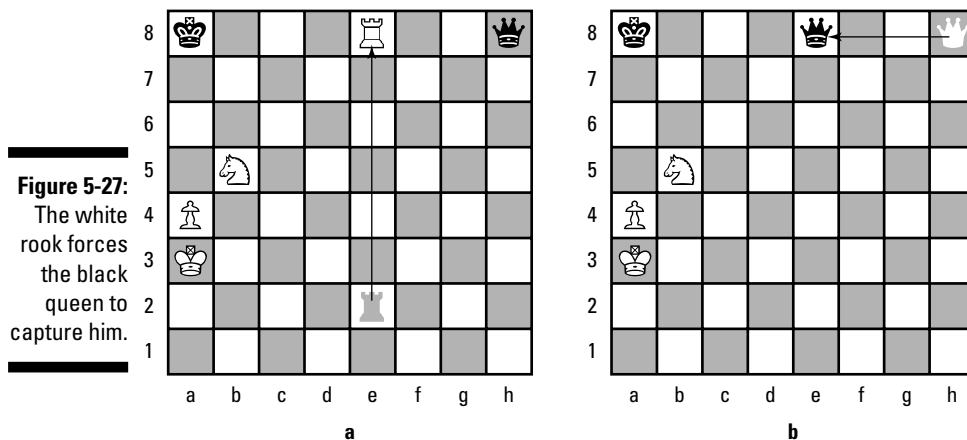 Figure 5-27:
The white
rook forces
the black
queen to
capture him.
8
7
6
5
4
3
2
1
a b c d e f g h
a
8
7
6
5
4
3
2
1
a b c d e f g h
b